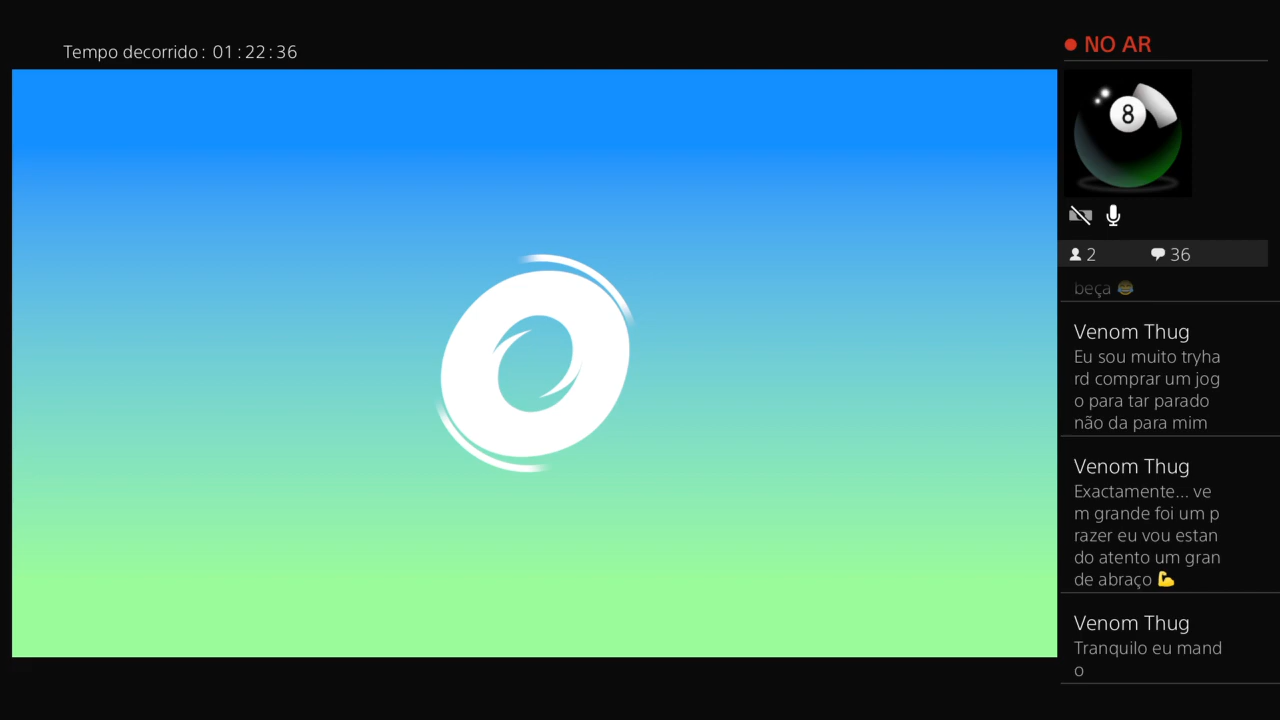 Tempo decorrido: 01:22:36
NO AR
8
2 36
beça 😂
Venom Thug
Eu sou muito tryha
rd comprar um jog
o para tar parado
não da para mim
Venom Thug
Exactamente... ve
m grande foi um p
razer eu vou estan
do atento um gran
de abraço 💪
Venom Thug
Tranquilo eu mand
o